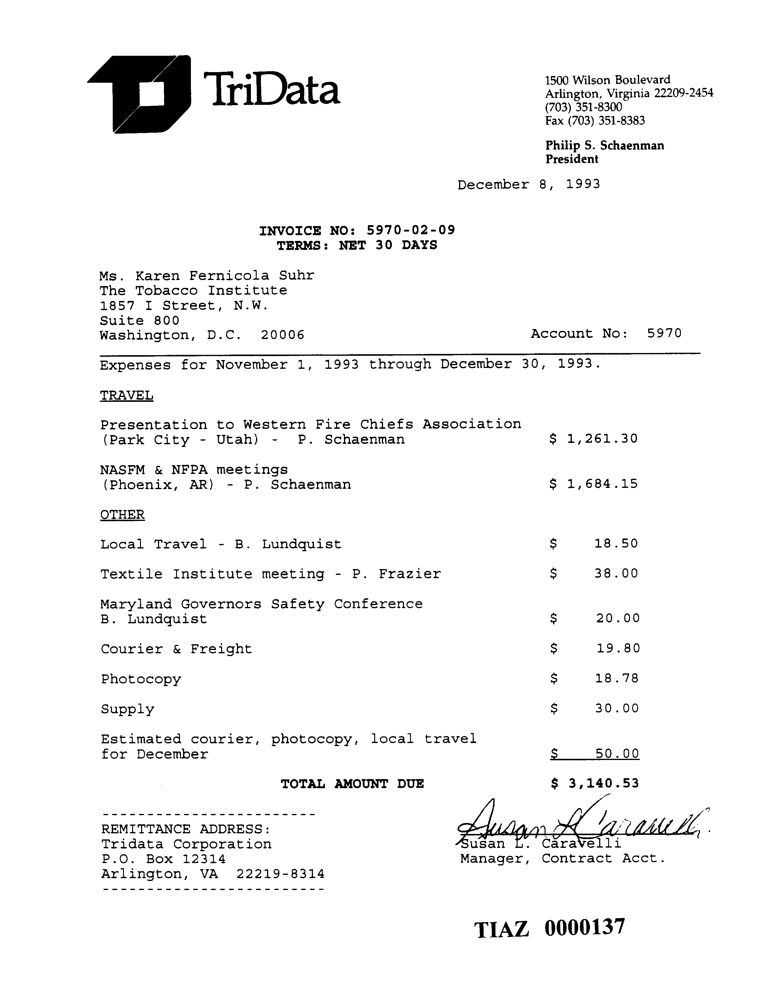 TriData
1500 Wilson Boulevard
Arlington, Virginia 22209-2454
(703) 351-8300
Fax (703) 351-8383
Philip S. Schaenman
President
December 8, 1993
INVOICE NO: 5970-02-09
TERMS: NET 30 DAYS
Ms. Karen Fernicola Suhr
The Tobacco Institute
1857 I Street, N.W.
Suite 800
Washington, D.C. 20006 Account No: 5970
Expenses for November 1, 1993 through December 30, 1993.
TRAVEL
Presentation to Western Fire Chiefs Association
(Park City - Utah) - P. Schaenman $ 1,261.30
NASFM & NFPA meetings
(Phoenix, AR) - P. Schaenman $ 1,684.15
OTHER
Local Travel - B. Lundquist $ 18.50
Textile Institute meeting - P. Frazier $ 38.00
Maryland Governors Safety Conference
B. Lundquist $ 20.00
Courier & Freight $ 19.80
Photocopy $ 18.78
Supply $ 30.00
Estimated courier, photocopy, local travel
for December $ 50.00
TOTAL AMOUNT DUE $ 3,140.53
Susan L Caravelli
REMITTANCE ADDRESS:
Tridata Corporation
P.O. Box 12314
Arlington, VA 22219-8314
Susan L. Caravelli
Manager, Contract Acct.
TIAZ 0000137